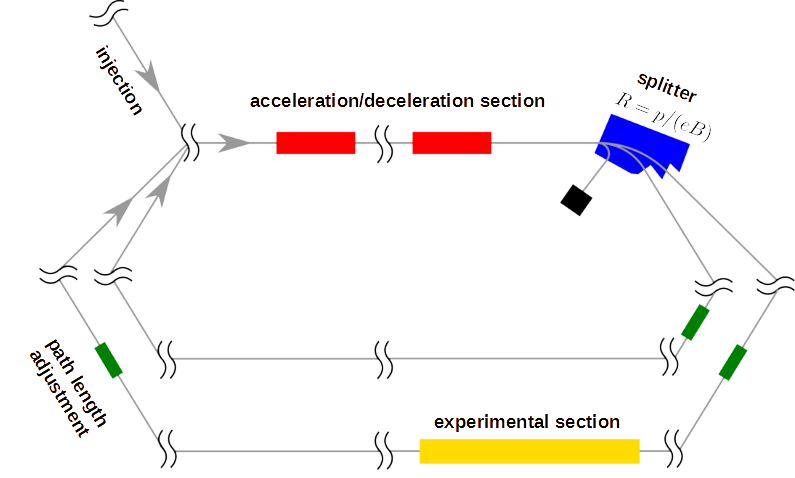 injection
acceleration/deceleration section
splitter
R = p/(eB)
path length
adjustment
experimental section